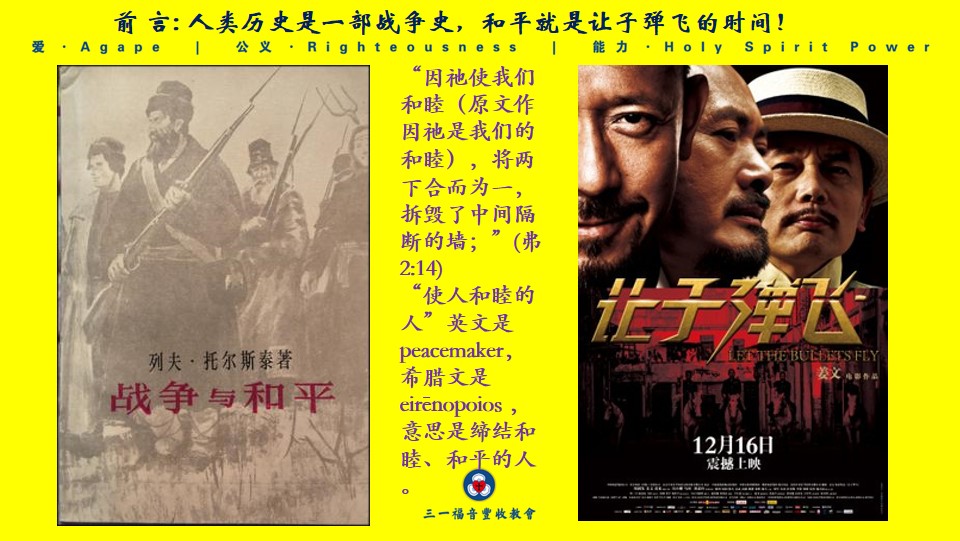 前 言: 人类历史是一部战争史，和平就是让子弹飞的时间！
爱 · Agape | 公义 · Righteousness | 能力 · Holy Spirit Power
列夫·托尔斯泰著
战争与和平
“因祂使我们
和睦（原文作
因祂是我们的
和睦），将两
下合而为一，
拆毁了中间隔
断的墙；”(弗
2:14)
“使人和睦的
人”英文是
peacemaker，
希腊文是
eirēnopoios ，
意思是缔结和
睦、和平的人
。
三一福音豐收教會
让子弹飞
LET THE BULLETS FLY
姜文 电影作品
12月16日
震撼上映